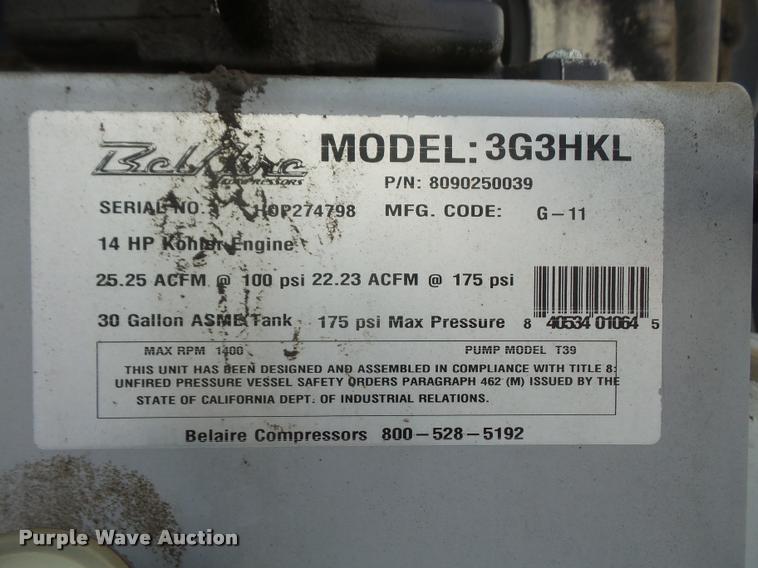 BelAire
COMPRESSORS
MODEL: 3G3HKL
P/N: 8090250039
SERIAL NO. HOP274798 MFG. CODE: G-11
14 HP Kohler Engine
25.25 ACFM @ 100 psi 22.23 ACFM @ 175 psi
30 Gallon ASME Tank 175 psi Max Pressure
8 40534 01064 5
MAX RPM 1400 PUMP MODEL T39
THIS UNIT HAS BEEN DESIGNED AND ASSEMBLED IN COMPLIANCE WITH TITLE 8:
UNFIRED PRESSURE VESSEL SAFETY ORDERS PARAGRAPH 462 (M) ISSUED BY THE
STATE OF CALIFORNIA DEPT. OF INDUSTRIAL RELATIONS.
Belaire Compressors 800-528-5192
Purple Wave Auction